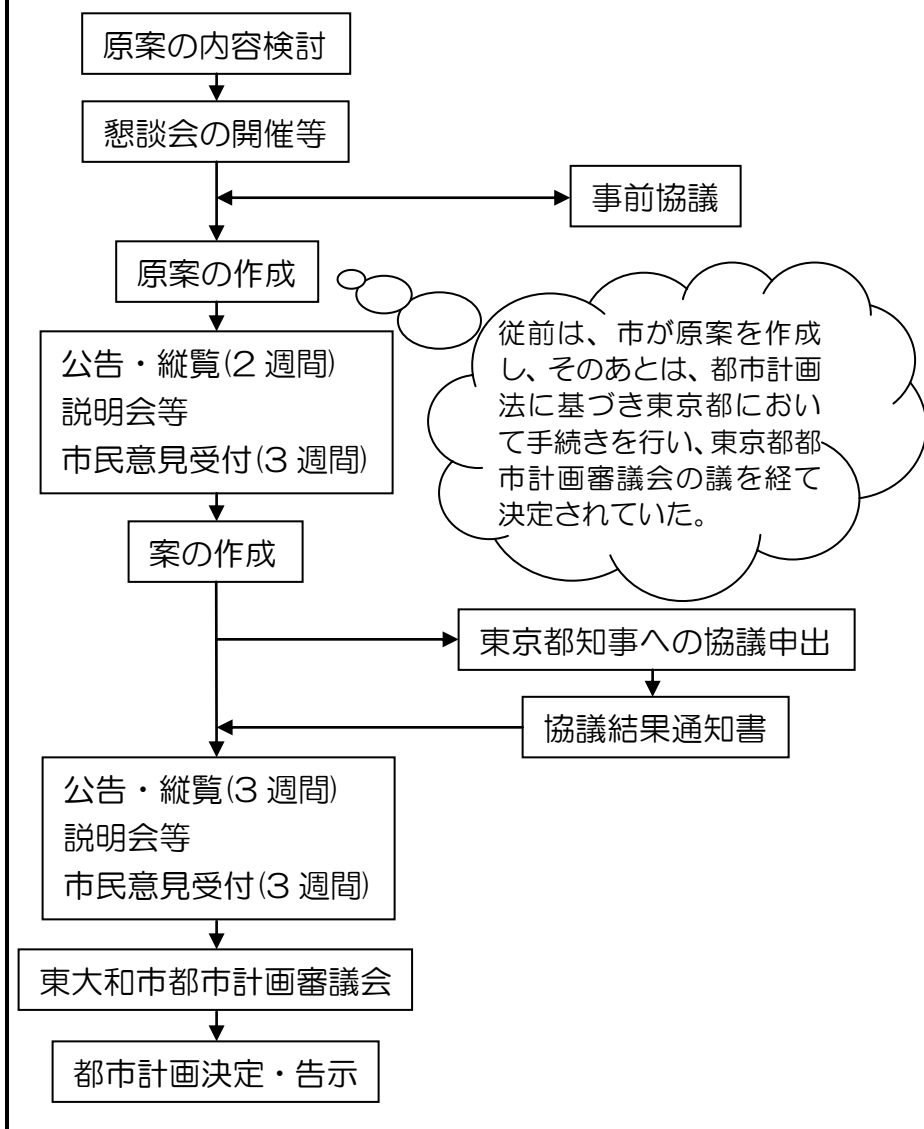 原案の内容検討
懇談会の開催等
事前協議
原案の作成
従前は、市が原案を作成
し、そのあとは、都市計画
法に基づき東京都におい
て手続きを行い、東京都都
市計画審議会の議を経て
決定されていた。
公告・縦覧(2 週間)
説明会等
市民意見受付(3 週間)
案の作成
東京都知事への協議申出
協議結果通知書
公告・縦覧(3 週間)
説明会等
市民意見受付(3 週間)
東大和市都市計画審議会
都市計画決定・告示